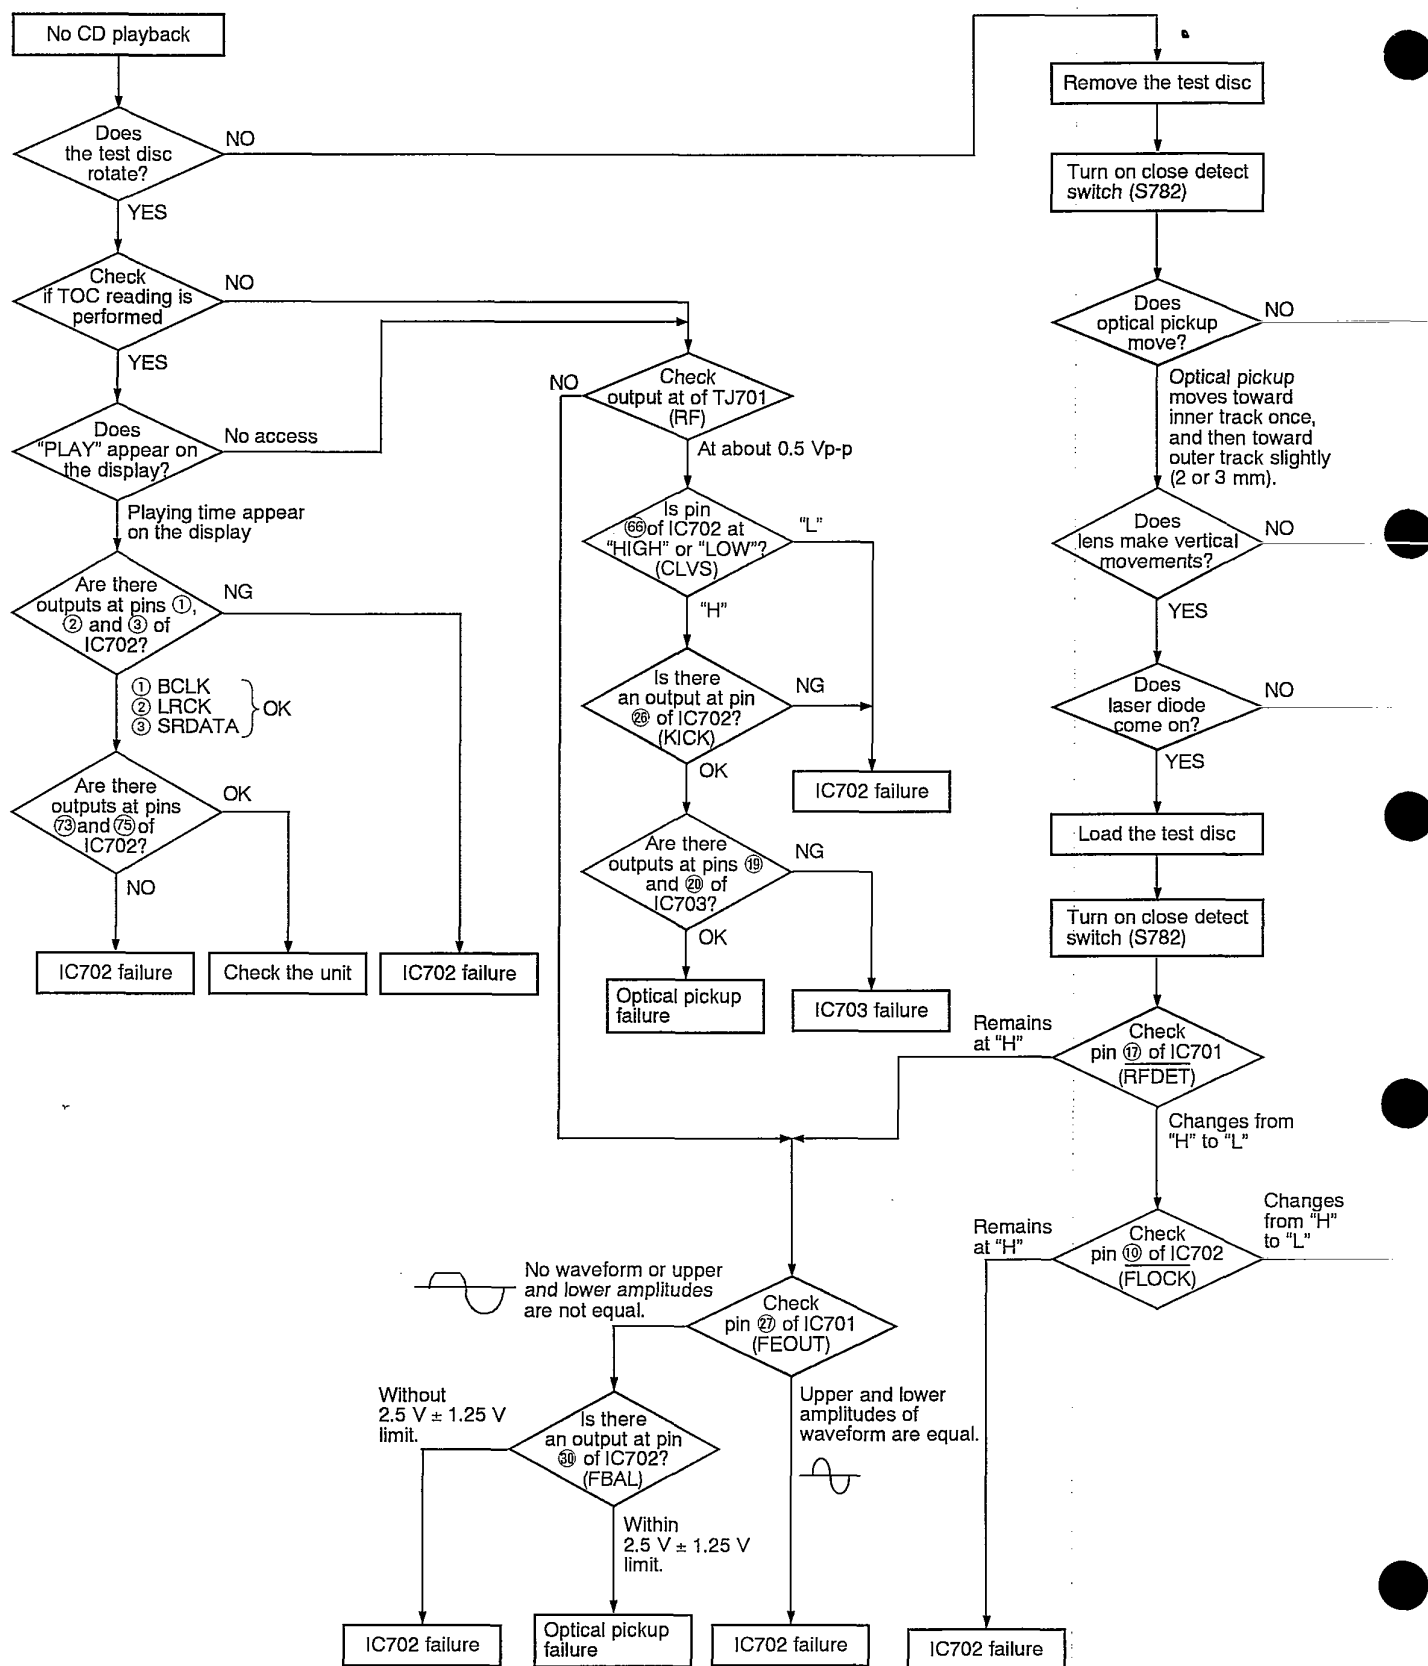 No CD playback
Does
the test disc
rotate?
NO
YES
Check
if TOC reading is
performed
NO
YES
Does
“PLAY” appear on
the display?
No access
Playing time appear
on the display
Are there
outputs at pins ①,
② and ③ of
IC702?
NG
① BCLK
② LRCK
③ SRDATA
OK
Are there
outputs at pins
73 and 75 of
IC702?
OK
NO
IC702 failure
Check the unit
IC702 failure
NO
Check
output at of TJ701
(RF)
At about 0.5 Vp-p
Is pin
66 of IC702 at
“HIGH” or “LOW”?
(CLVS)
“L”
“H”
Is there
an output at pin
㉖ of IC702?
(KICK)
NG
OK
IC702 failure
Are there
outputs at pins ⑲
and ⑳ of
IC703?
NG
OK
Optical pickup
failure
IC703 failure
Remove the test disc
Turn on close detect
switch (S782)
Does
optical pickup
move?
NO
Optical pickup
moves toward
inner track once,
and then toward
outer track slightly
(2 or 3 mm).
Does
lens make vertical
movements?
NO
YES
Does
laser diode
come on?
NO
YES
Load the test disc
Turn on close detect
switch (S782)
Check
pin ⑰ of IC701
(RFDET)
Remains
at “H”
Changes from
“H” to “L”
Check
pin ⑩ of IC702
(FLOCK)
Remains
at “H”
Changes
from “H”
to “L”
No waveform or upper
and lower amplitudes
are not equal.
Check
pin ㉗ of IC701
(FEOUT)
Upper and lower
amplitudes of
waveform are equal.
Without
2.5 V ± 1.25 V
limit.
Is there
an output at pin
㉚ of IC702?
(FBAL)
Within
2.5 V ± 1.25 V
limit.
IC702 failure
Optical pickup
failure
IC702 failure
IC702 failure